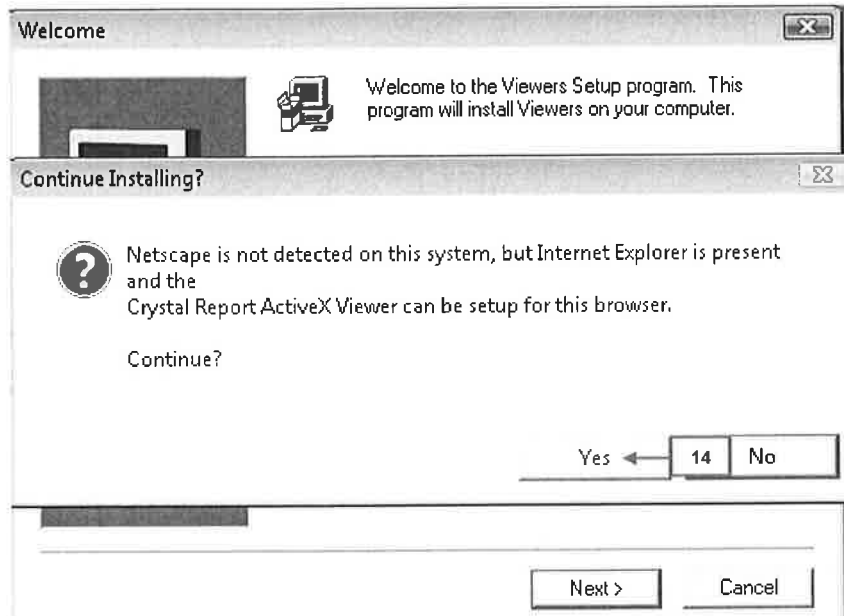 Welcome
Welcome to the Viewers Setup program. This
program will install Viewers on your computer.
Continue Installing?
Netscape is not detected on this system, but Internet Explorer is present
and the
Crystal Report ActiveX Viewer can be setup for this browser.
Continue?
Yes
14
No
Next >
Cancel